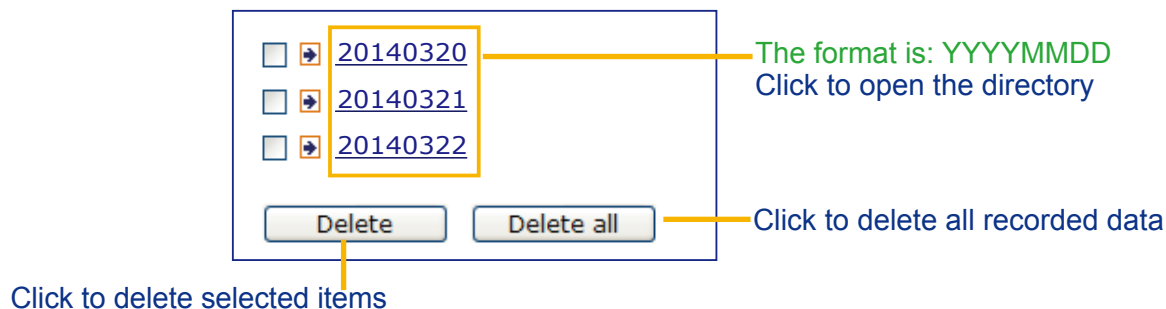 20140320
The format is: YYYYMMDD
Click to open the directory
20140321
20140322
Delete
Delete all
Click to delete all recorded data
Click to delete selected items